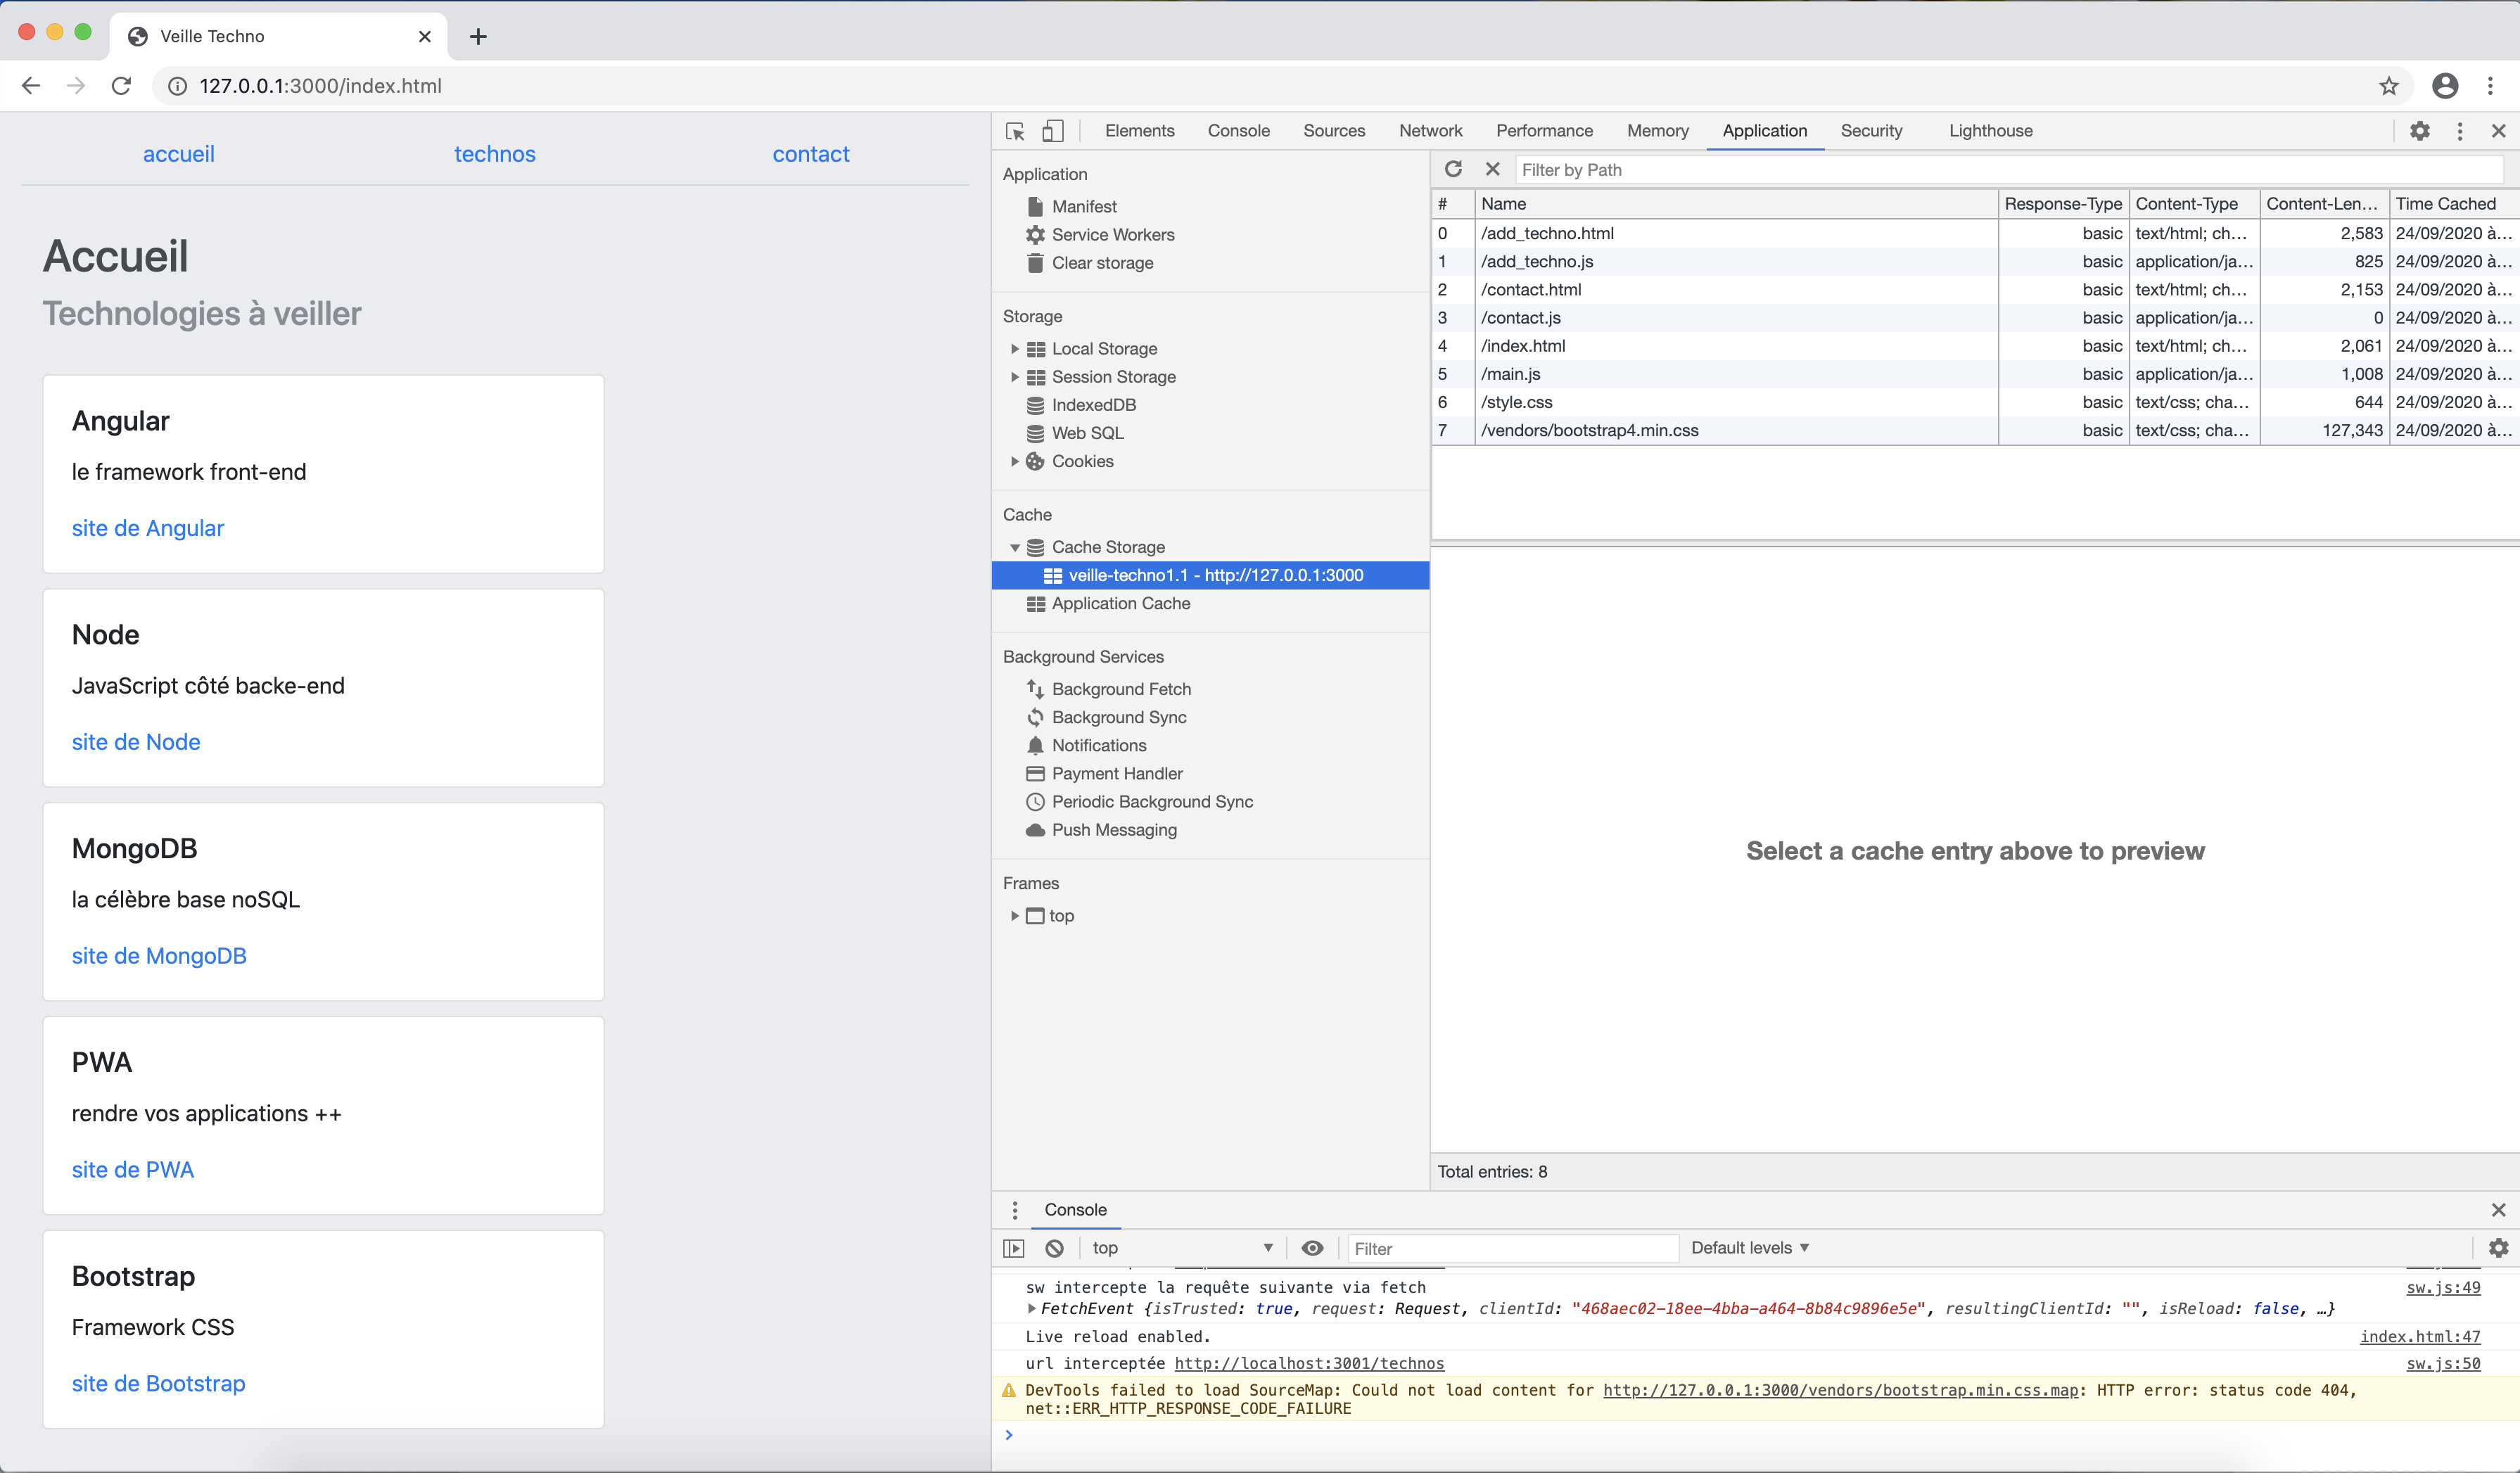 Veille Techno
127.0.0.1:3000/index.html
accueil technos contact
Accueil
Technologies à veiller
Angular
le framework front-end
site de Angular
Node
JavaScript côté backe-end
site de Node
MongoDB
la célèbre base noSQL
site de MongoDB
PWA
rendre vos applications ++
site de PWA
Bootstrap
Framework CSS
site de Bootstrap
Elements Console Sources Network Performance Memory Application Security Lighthouse
Application
Manifest
Service Workers
Clear storage
Storage
Local Storage
Session Storage
IndexedDB
Web SQL
Cookies
Cache
Cache Storage
veille-techno1.1 - http://127.0.0.1:3000
Application Cache
Background Services
Background Fetch
Background Sync
Notifications
Payment Handler
Periodic Background Sync
Push Messaging
Frames
top
Filter by Path
# Name Response-Type Content-Type Content-Len... Time Cached
0 /add_techno.html basic text/html; ch... 2,583 24/09/2020 à...
1 /add_techno.js basic application/ja... 825 24/09/2020 à...
2 /contact.html basic text/html; ch... 2,153 24/09/2020 à...
3 /contact.js basic application/ja... 0 24/09/2020 à...
4 /index.html basic text/html; ch... 2,061 24/09/2020 à...
5 /main.js basic application/ja... 1,008 24/09/2020 à...
6 /style.css basic text/css; cha... 644 24/09/2020 à...
7 /vendors/bootstrap4.min.css basic text/css; cha... 127,343 24/09/2020 à...
Select a cache entry above to preview
Total entries: 8
Console
top Filter Default levels
sw intercepte la requête suivante via fetch sw.js:49
FetchEvent {isTrusted: true, request: Request, clientId: "468aec02-18ee-4bba-a464-8b84c9896e5e", resultingClientId: "", isReload: false, …}
Live reload enabled. index.html:47
url interceptée http://localhost:3001/technos sw.js:50
DevTools failed to load SourceMap: Could not load content for http://127.0.0.1:3000/vendors/bootstrap.min.css.map: HTTP error: status code 404,
net::ERR_HTTP_RESPONSE_CODE_FAILURE